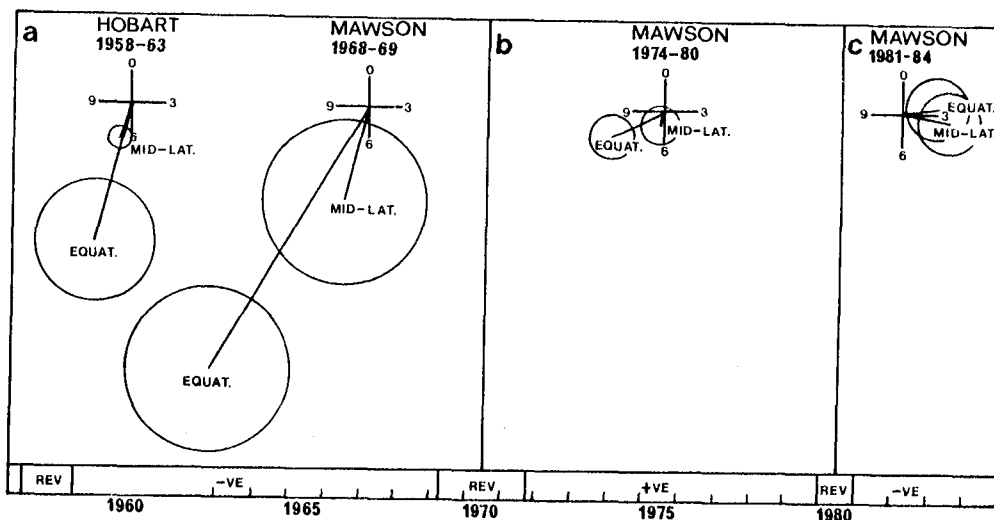 a
HOBART
1958-63
0
9 3
6
MID-LAT.
EQUAT.
MAWSON
1968-69
0
9 3
6
MID-LAT.
EQUAT.
b
MAWSON
1974-80
0
9 3
6
MID-LAT.
EQUAT.
c
MAWSON
1981-84
0
9 3
6
EQUAT.
MID-LAT.
REV -VE REV +VE REV -VE
1960 1965 1970 1975 1980